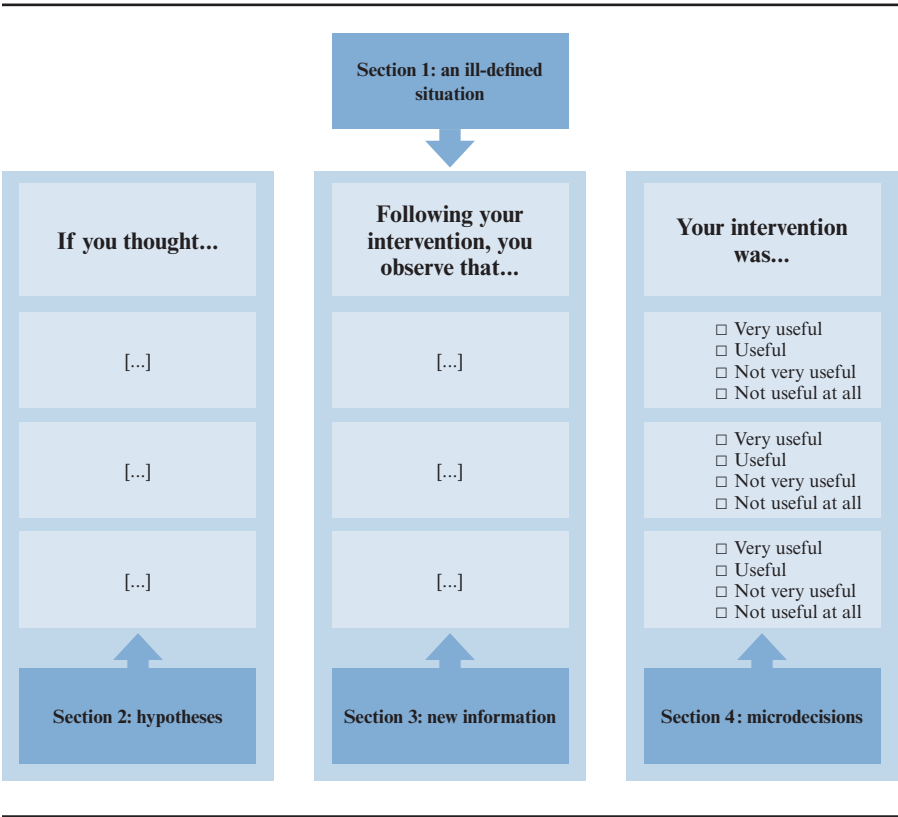 Section 1: an ill-defined
situation
If you thought...
[...]
[...]
[...]
Section 2: hypotheses
Following your
intervention, you
observe that...
[...]
[...]
[...]
Section 3: new information
Your intervention
was...
□ Very useful
□ Useful
□ Not very useful
□ Not useful at all
□ Very useful
□ Useful
□ Not very useful
□ Not useful at all
□ Very useful
□ Useful
□ Not very useful
□ Not useful at all
Section 4: microdecisions